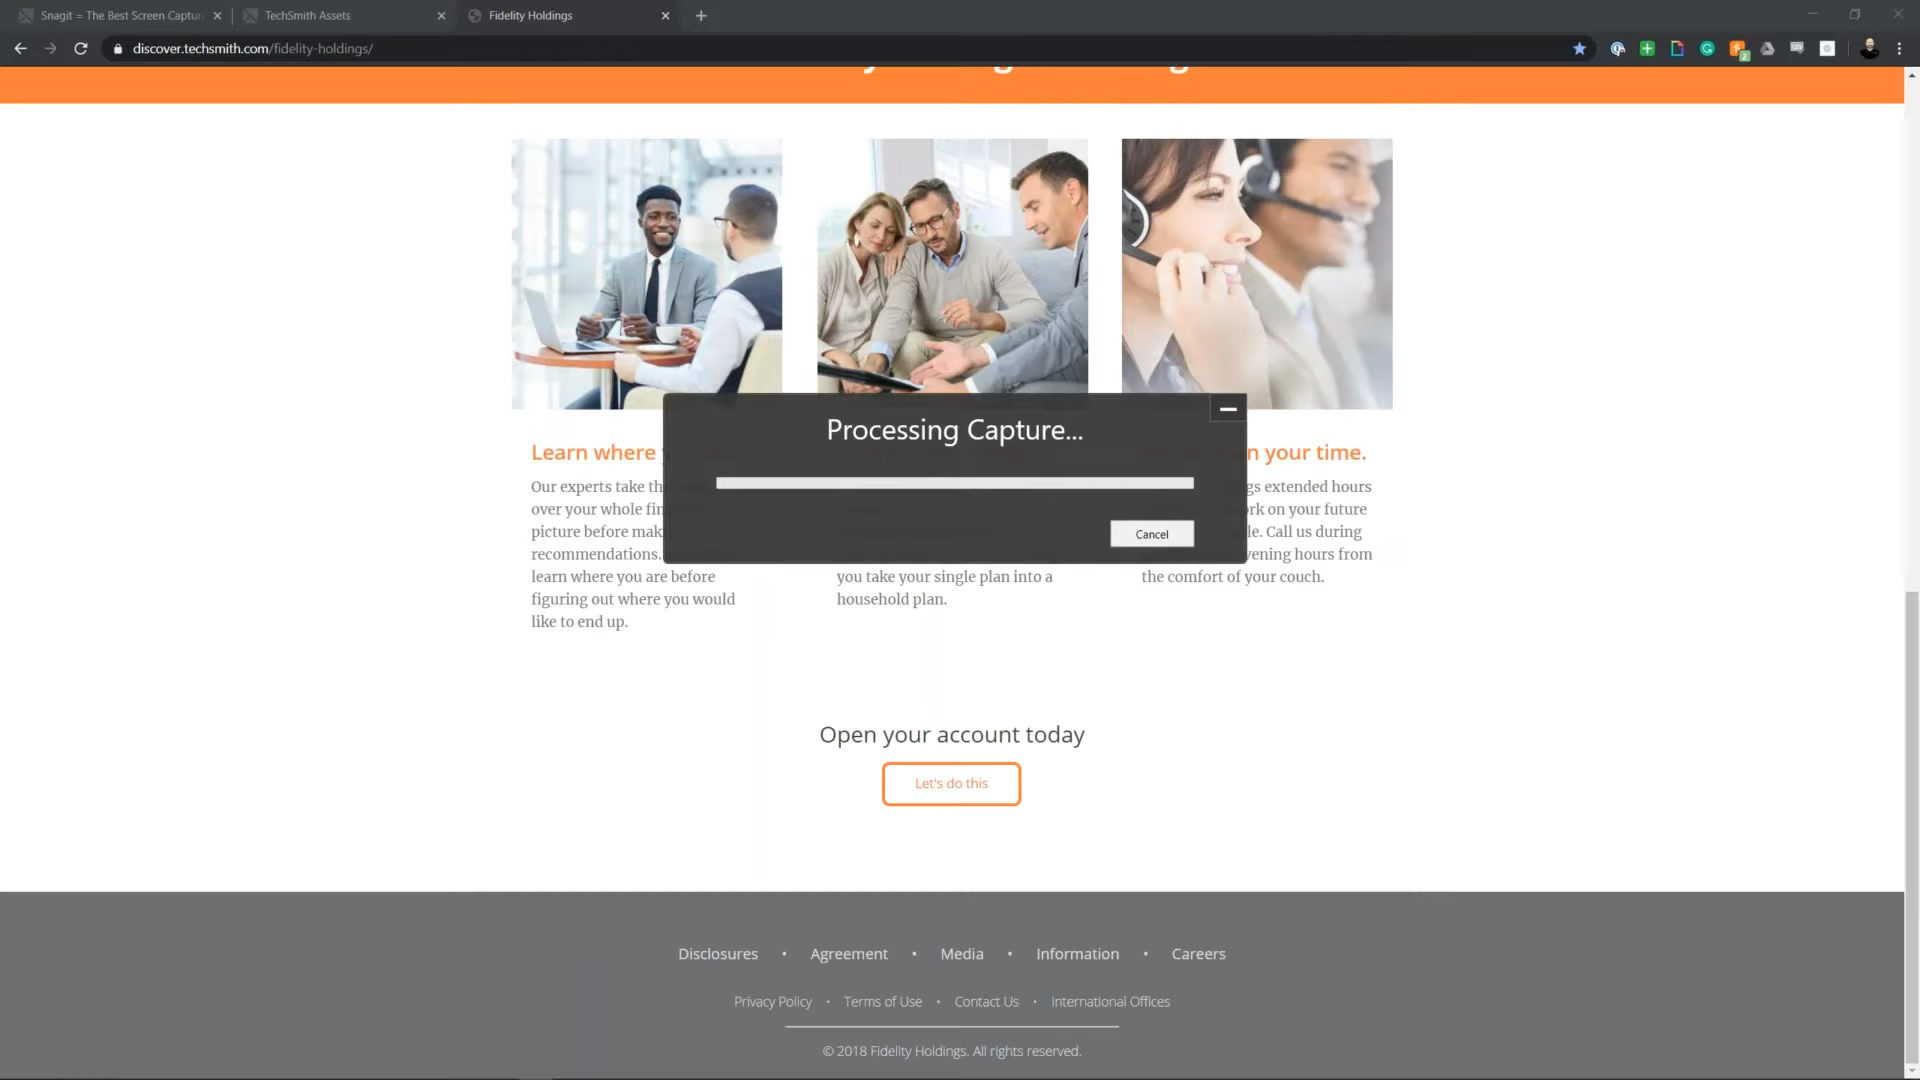 Snagit = The Best Screen Captu
TechSmith Assets
Fidelity Holdings
discover.techsmith.com/fidelity-holdings/
2
Processing Capture...
Cancel
Learn where
n your time.
Our experts take th
over your whole fin
picture before mak
recommendations.
learn where you are before
figuring out where you would
like to end up.
you take your single plan into a
household plan.
gs extended hours
rk on your future
le. Call us during
vening hours from
the comfort of your couch.
Open your account today
Let's do this
Disclosures • Agreement • Media • Information • Careers
Privacy Policy • Terms of Use • Contact Us • International Offices
© 2018 Fidelity Holdings. All rights reserved.